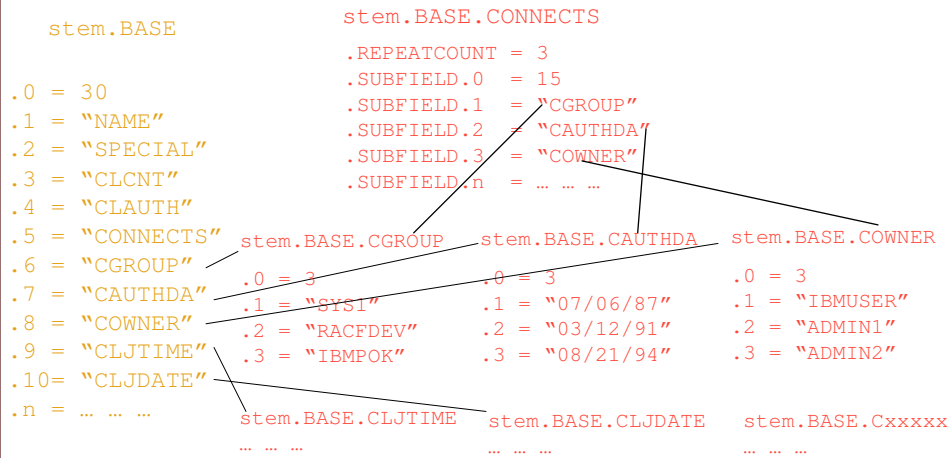 stem.BASE
.0 = 30
.1 = “NAME”
.2 = “SPECIAL”
.3 = “CLCNT”
.4 = “CLAUTH”
.5 = “CONNECTS”
.6 = “CGROUP”
.7 = “CAUTHDA”
.8 = “COWNER”
.9 = “CLJTIME”
.10= “CLJDATE”
.n = … … …
stem.BASE.CONNECTS
.REPEATCOUNT = 3
.SUBFIELD.0 = 15
.SUBFIELD.1 = “CGROUP”
.SUBFIELD.2 = “CAUTHDA”
.SUBFIELD.3 = “COWNER”
.SUBFIELD.n = … … …
stem.BASE.CGROUP
.0 = 3
.1 = “SYS1”
.2 = “RACFDEV”
.3 = “IBMPOK”
stem.BASE.CAUTHDA
.0 = 3
.1 = “07/06/87”
.2 = “03/12/91”
.3 = “08/21/94”
stem.BASE.COWNER
.0 = 3
.1 = “IBMUSER”
.2 = “ADMIN1”
.3 = “ADMIN2”
stem.BASE.CLJTIME
… … …
stem.BASE.CLJDATE
… … …
stem.BASE.Cxxxxx
… … …